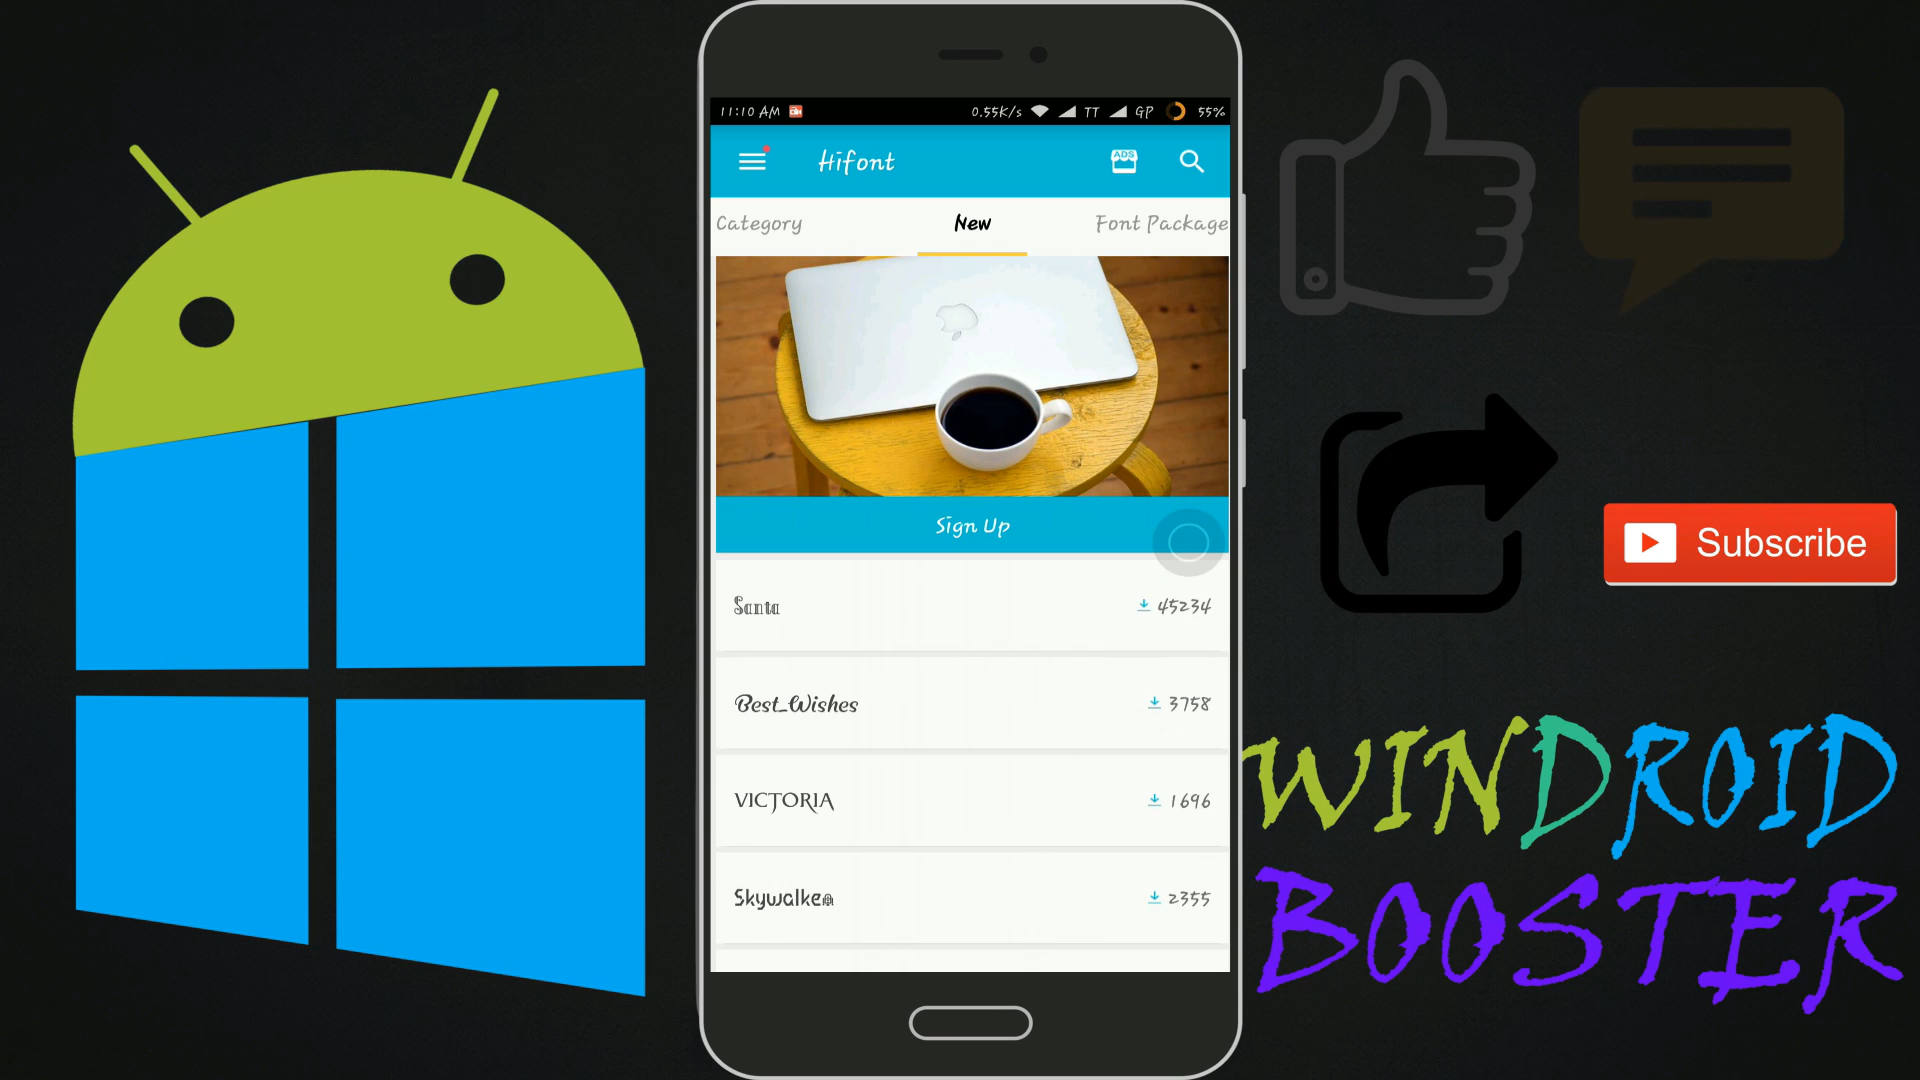 11:10 AM 0.55K/s TT GP 55%
Hifont ADS
Category New Font Package
Sign Up
Santa 45234
Best_Wishes 3758
VICTORIA 1696
Skywalker 2355
Subscribe
WINDROID
BOOSTER